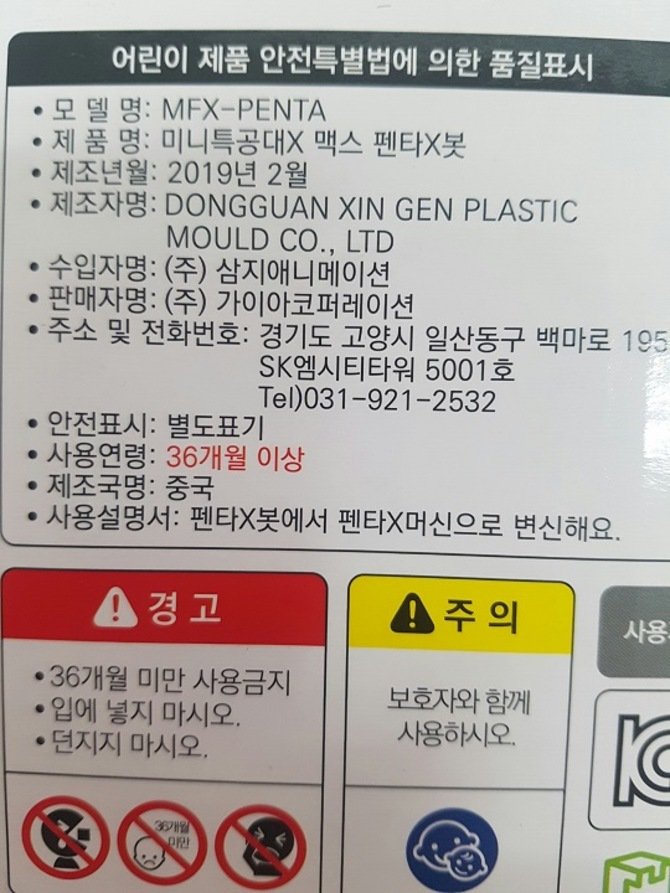 어린이 제품 안전특별법에 의한 품질표시
• 모 델 명: MFX-PENTA
• 제 품 명: 미니특공대X 맥스 펜타X봇
• 제조년월: 2019년 2월
• 제조자명: DONGGUAN XIN GEN PLASTIC
MOULD CO., LTD
• 수입자명: (주) 삼지애니메이션
• 판매자명: (주) 가이아코퍼레이션
• 주소 및 전화번호: 경기도 고양시 일산동구 백마로 195
SK엠시티타워 5001호
Tel)031-921-2532
• 안전표시: 별도표기
• 사용연령: 36개월 이상
• 제조국명: 중국
• 사용설명서: 펜타X봇에서 펜타X머신으로 변신해요.
경 고
• 36개월 미만 사용금지
• 입에 넣지 마시오.
• 던지지 마시오.
36개월
미만
주 의
보호자와 함께
사용하시오.
사용